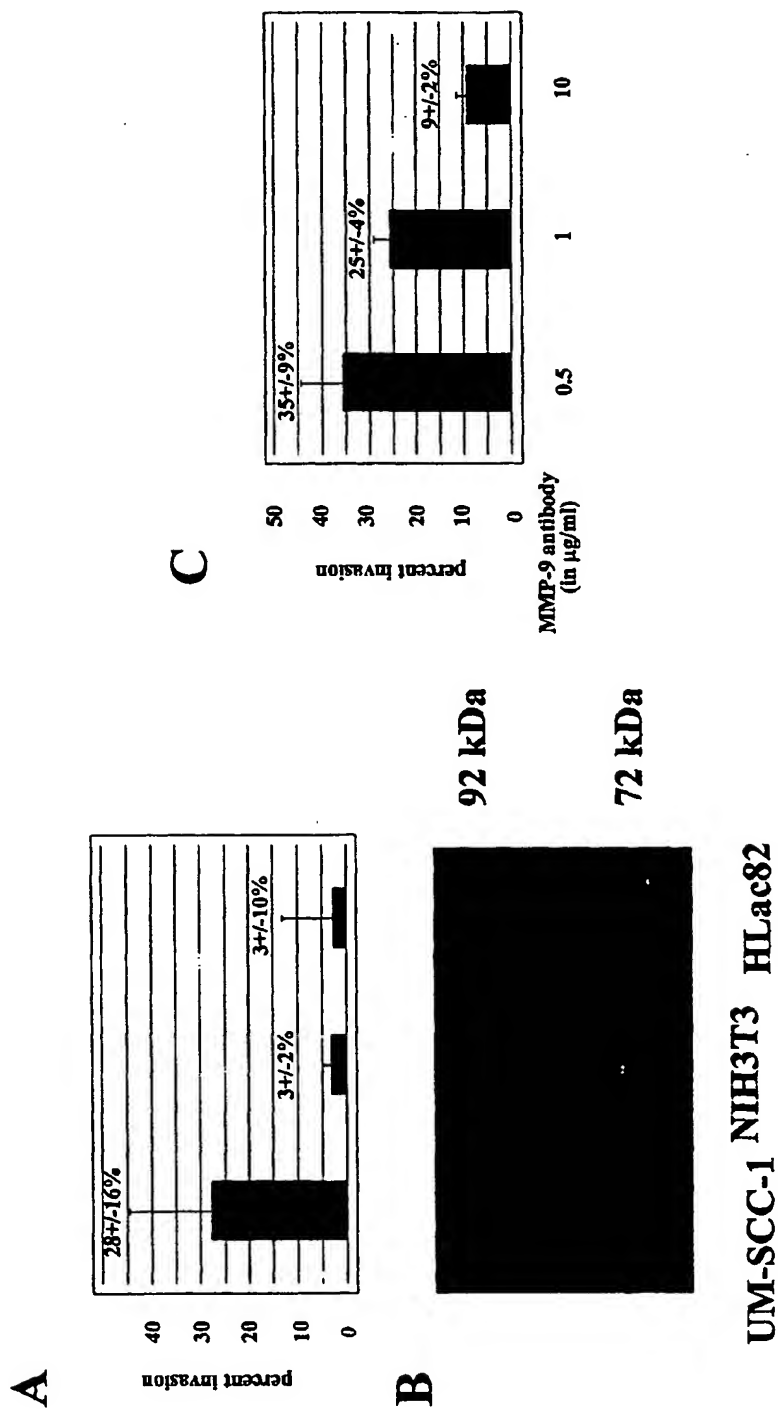 A
percent invasion
40
30
20
10
0
28+/-16%
3+/-2%
3+/-10%
B
92 kDa
72 kDa
UM-SCC-1 NIH3T3 HLac82
C
percent invasion
50
40
30
20
10
0
35+/-9%
25+/-4%
9+/-2%
MMP-9 antibody
(in µg/ml)
0.5 1 10